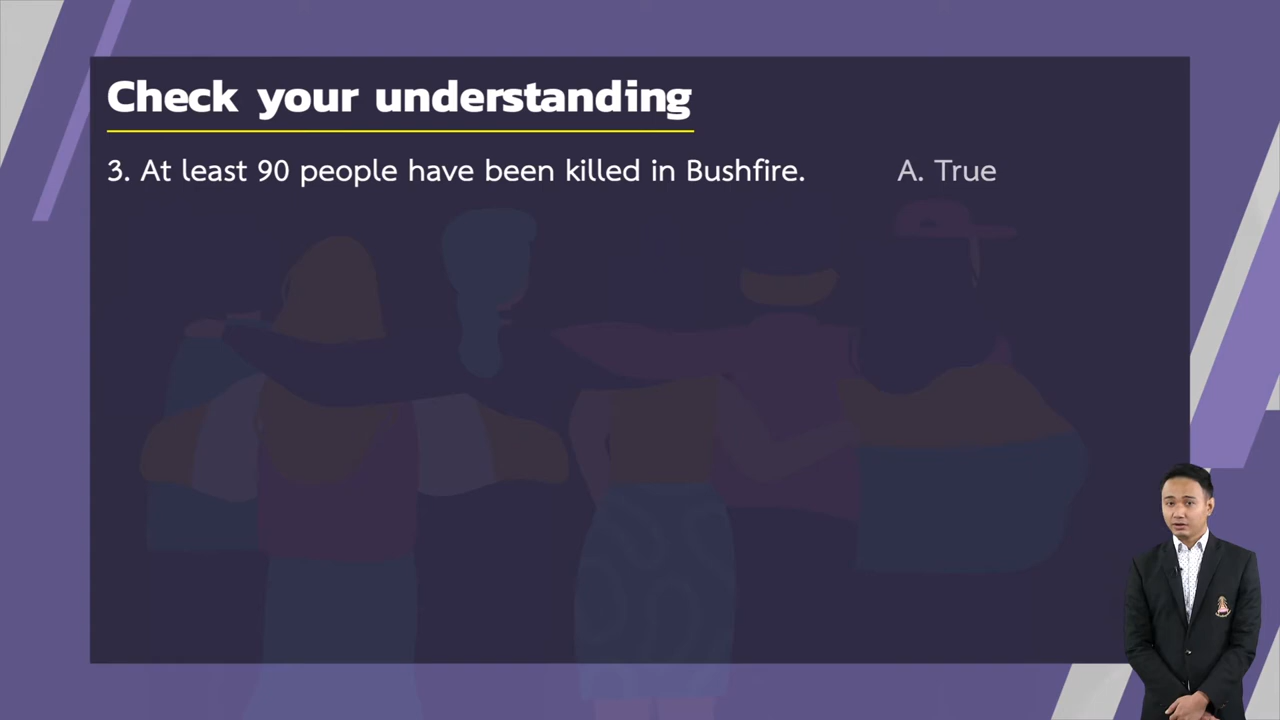 Check your understanding
3. At least 90 people have been killed in Bushfire. A. True